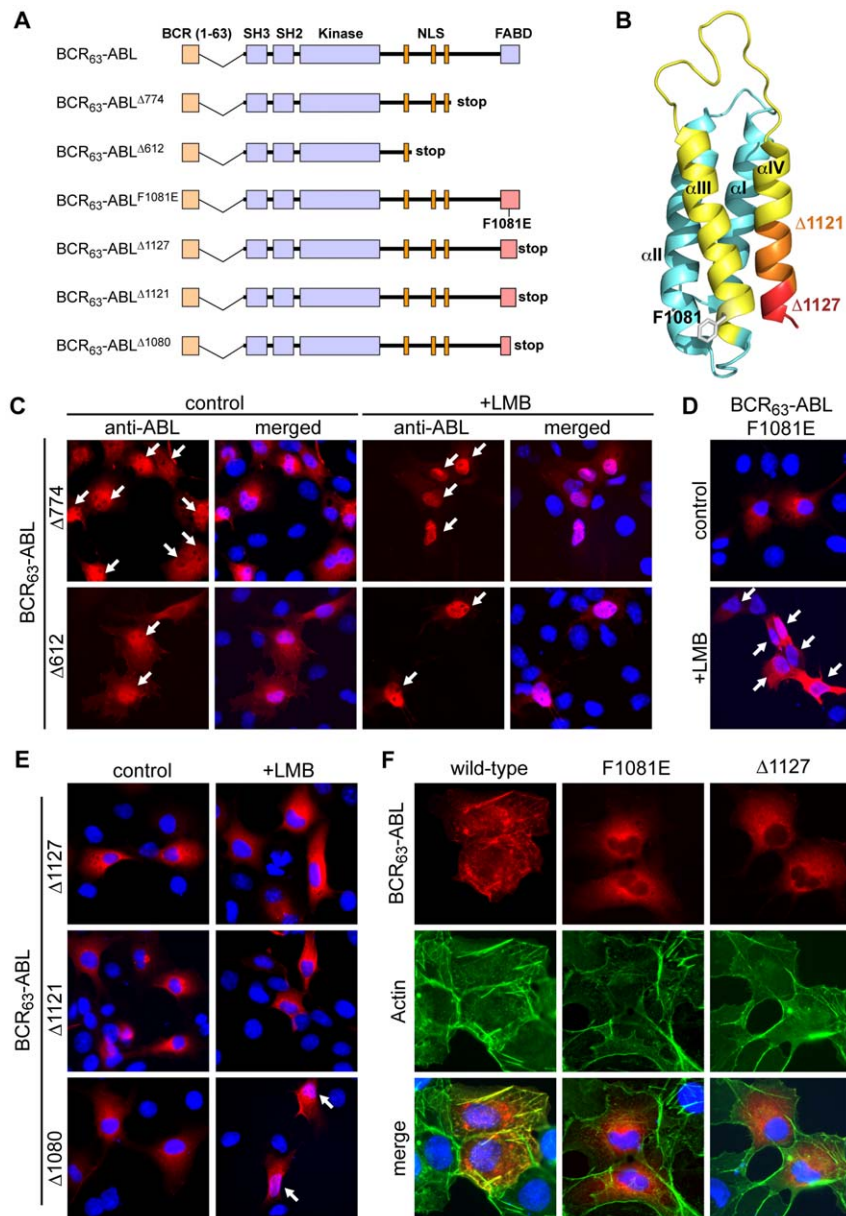 A
BCR (1-63) SH3 SH2 Kinase NLS FABD
BCR63-ABL
BCR63-ABLΔ774 stop
BCR63-ABLΔ612 stop
BCR63-ABLF1081E
F1081E
BCR63-ABLΔ1127 stop
BCR63-ABLΔ1121 stop
BCR63-ABLΔ1080 stop
B
αIII αI αIV
αII
Δ1121
F1081
Δ1127
C
control +LMB
anti-ABL merged anti-ABL merged
BCR63-ABL
Δ774
Δ612
D
BCR63-ABL
F1081E
control
+LMB
E
control +LMB
BCR63-ABL
Δ1127
Δ1121
Δ1080
F
wild-type F1081E Δ1127
BCR63-ABL
Actin
merge